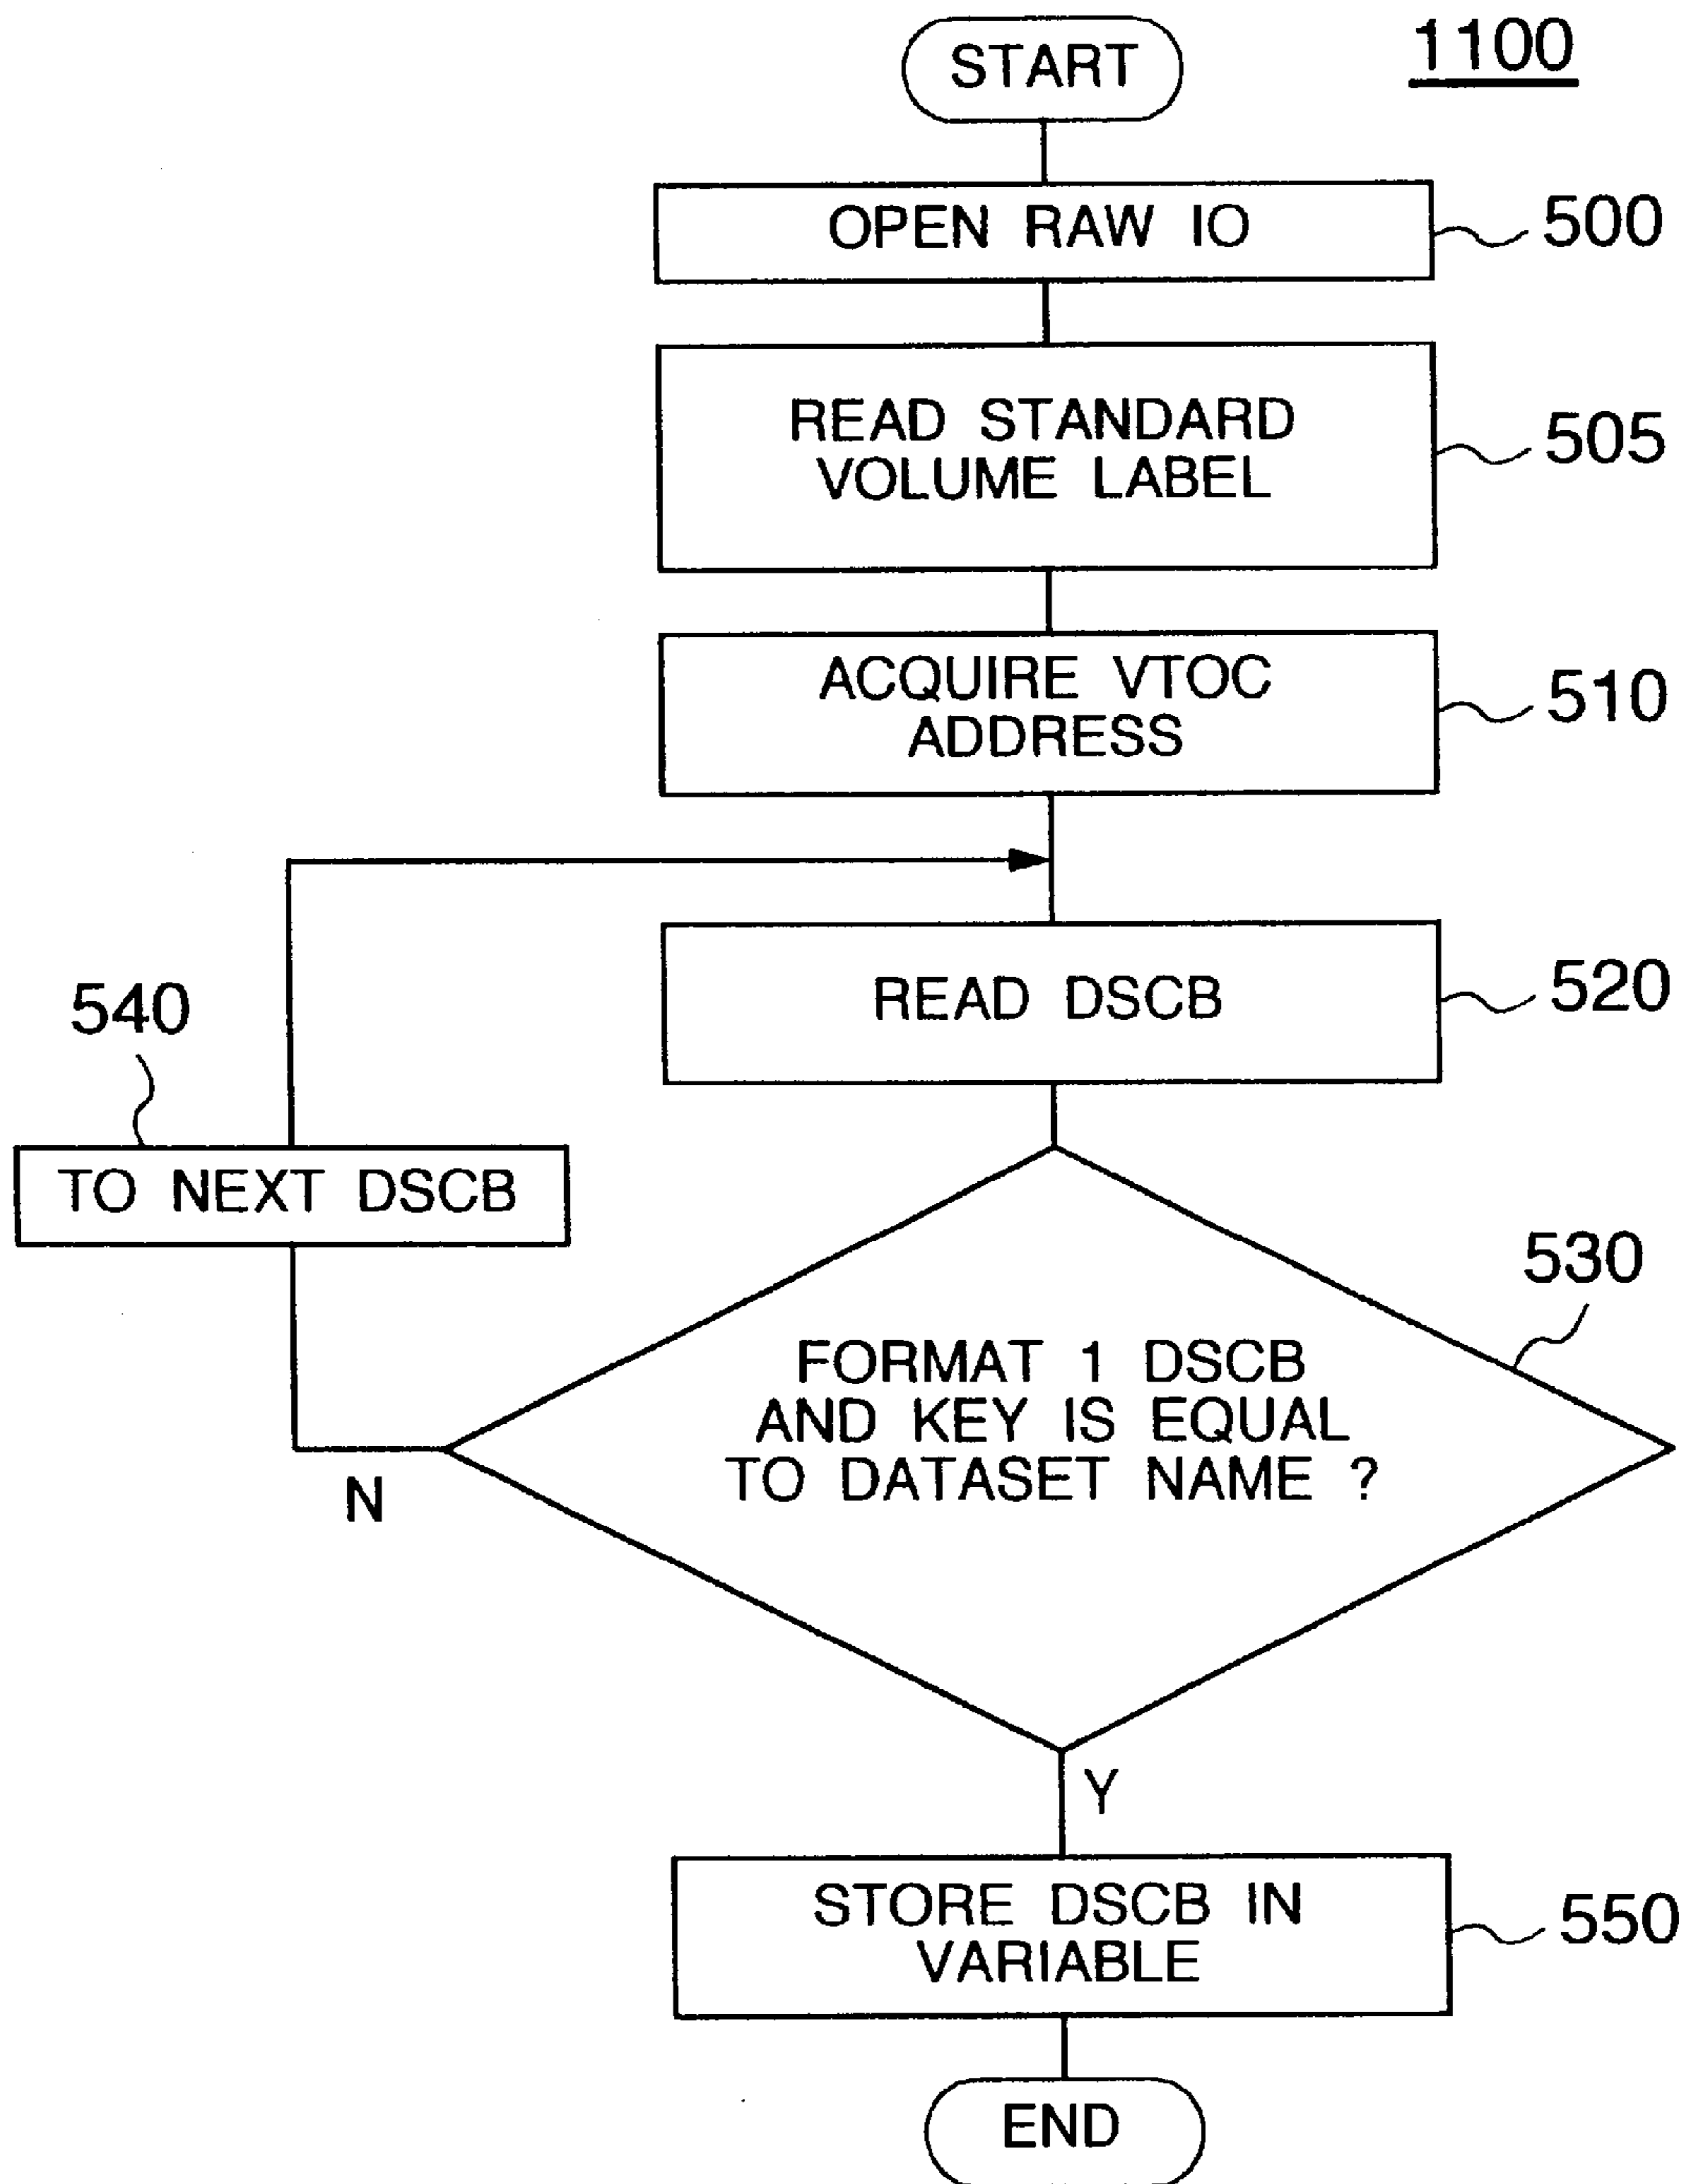 START
1100
OPEN RAW IO
500
READ STANDARD
VOLUME LABEL
505
ACQUIRE VTOC
ADDRESS
510
READ DSCB
520
540
TO NEXT DSCB
530
FORMAT 1 DSCB
AND KEY IS EQUAL
TO DATASET NAME ?
N
Y
STORE DSCB IN
VARIABLE
550
END